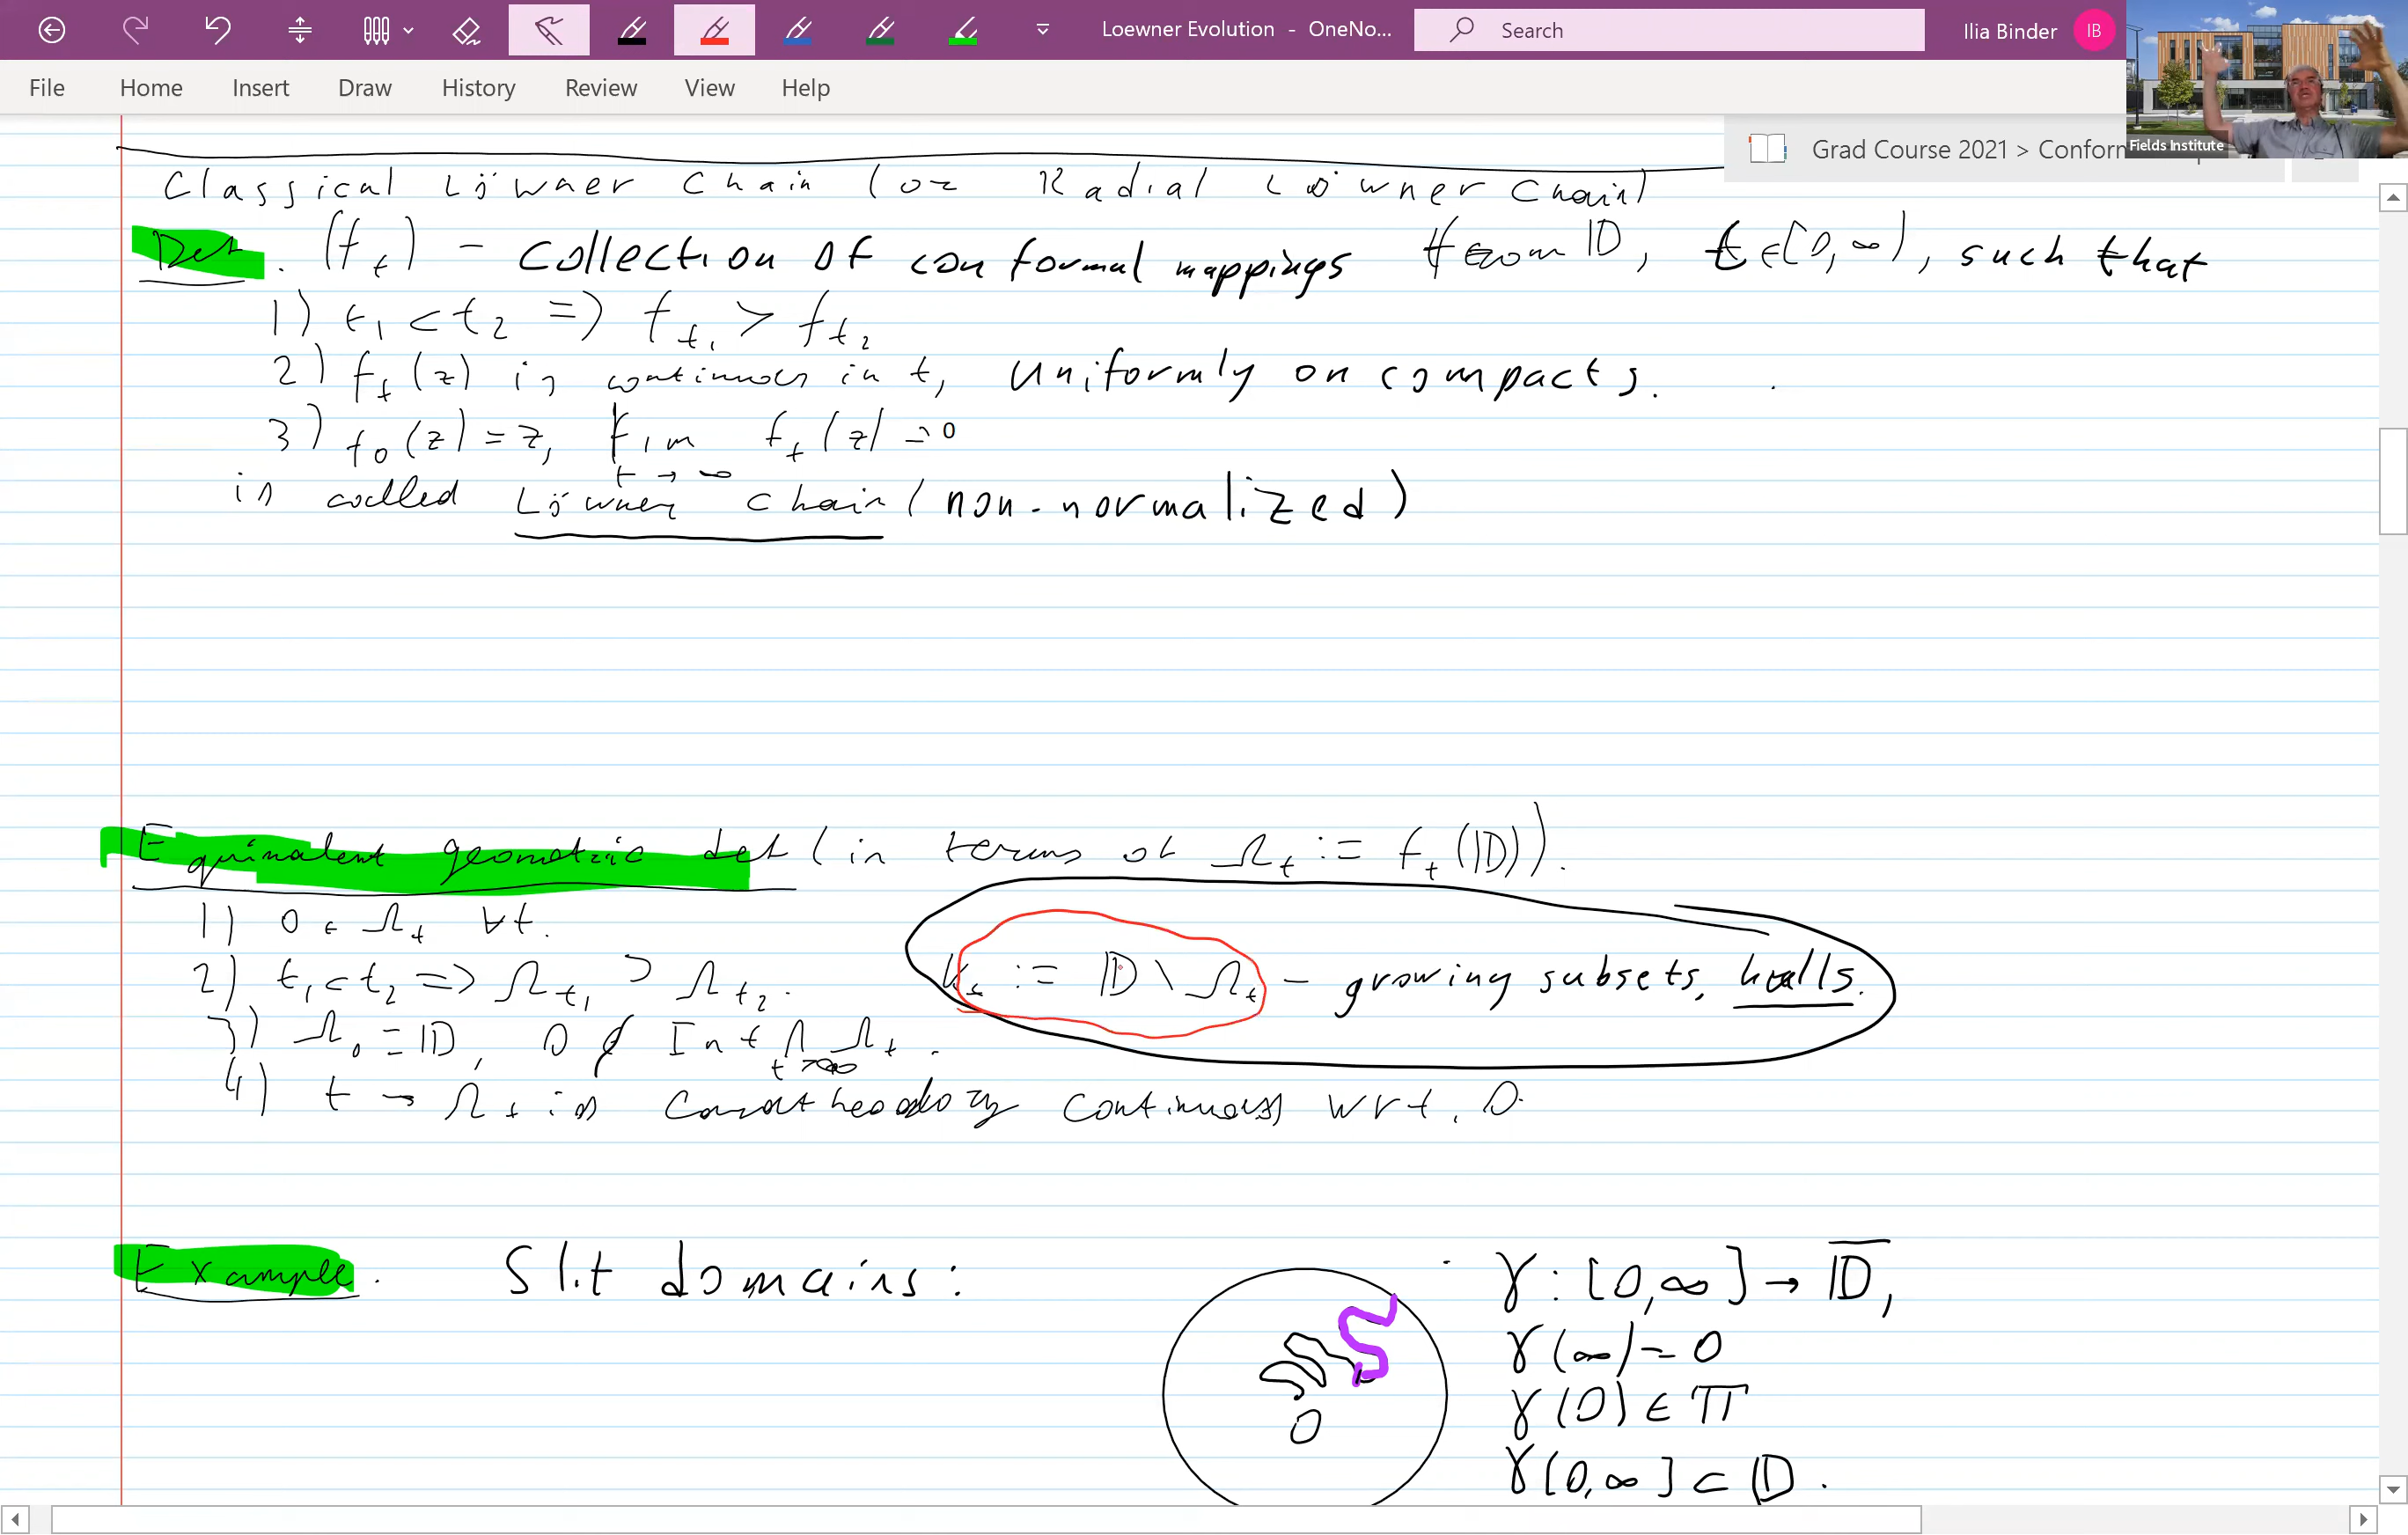 Loewner Evolution - OneNo...
Search
Ilia Binder
IB
File Home Insert Draw History Review View Help
Grad Course 2021 > Conform
Fields Institute
Classical Löwner Chain (or Radial Löwner Chain)
Def. (f_t) - collection of conformal mappings from 𝔻, t∈[0,∞), such that
1) t_1 < t_2 => f_{t_1} > f_{t_2}
2) f_t(z) is continuous in t, uniformly on compacts.
3) f_0(z) = z, lim_{t→∞} f_t(z) = 0
is called Löwner chain (non-normalized)
Equivalent geometric def (in terms of Ω_t := f_t(𝔻)).
1) 0 ∈ Ω_t ∀t.
2) t_1 < t_2 => Ω_{t_1} ⊃ Ω_{t_2}.
K_t := 𝔻 \ Ω_t - growing subsets, hulls.
3) Ω_0 = 𝔻, 0 ∉ Int ∩_{t>0} Ω_t.
4) t → Ω_t is Caratheodory continuous wrt. 0.
Example. Slit domains:
0
γ: [0,∞] → \overline{𝔻},
γ(∞) = 0
γ(0) ∈ 𝕋
γ(0,∞] ⊂ 𝔻.